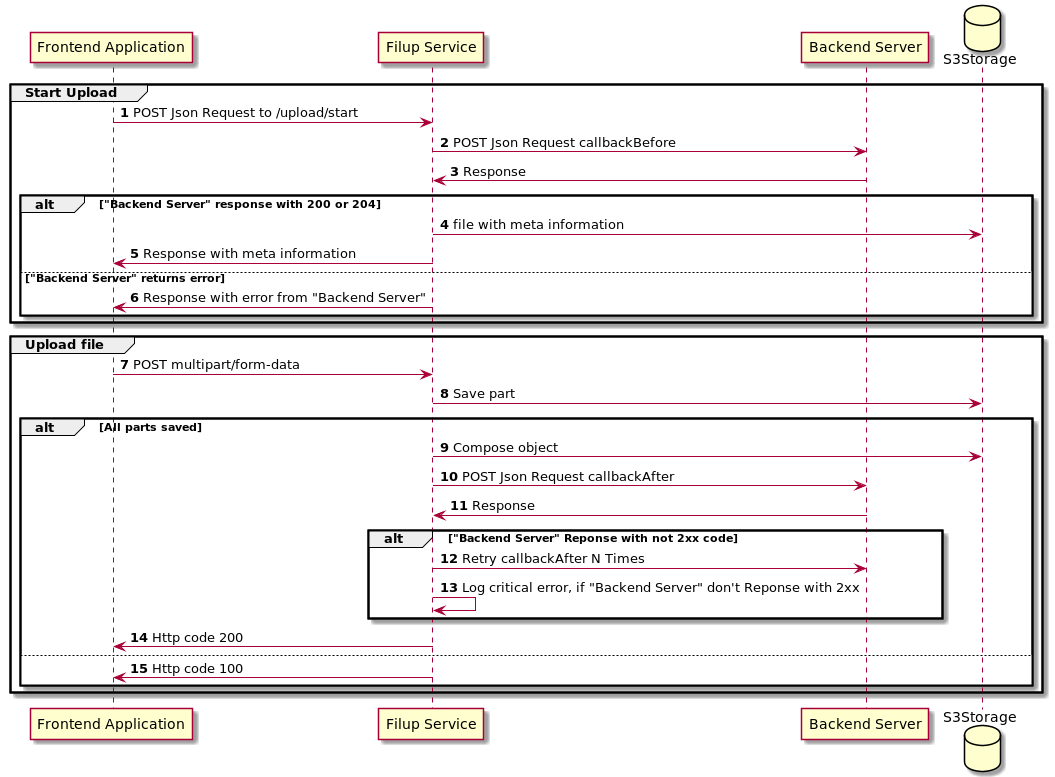 Frontend Application
Filup Service
Backend Server
S3Storage
Start Upload
1 POST Json Request to /upload/start
2 POST Json Request callbackBefore
3 Response
alt ["Backend Server" response with 200 or 204]
4 file with meta information
5 Response with meta information
["Backend Server" returns error]
6 Response with error from "Backend Server"
Upload file
7 POST multipart/form-data
8 Save part
alt [All parts saved]
9 Compose object
10 POST Json Request callbackAfter
11 Response
alt ["Backend Server" Reponse with not 2xx code]
12 Retry callbackAfter N Times
13 Log critical error, if "Backend Server" don't Reponse with 2xx
14 Http code 200
15 Http code 100
Frontend Application
Filup Service
Backend Server
S3Storage